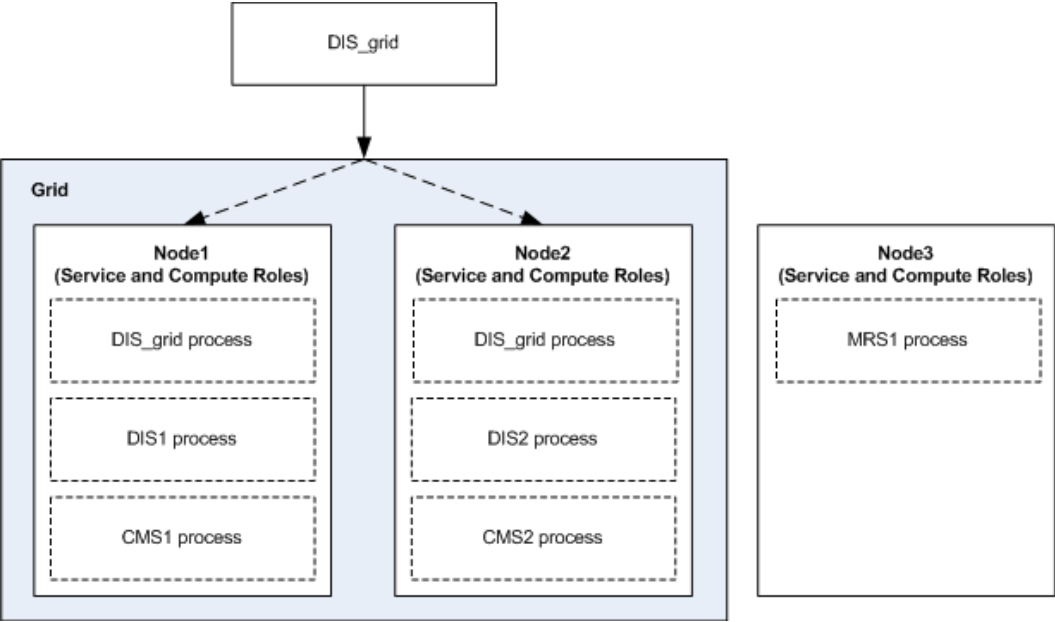 DIS_grid
Grid
Node1
(Service and Compute Roles)
DIS_grid process
DIS1 process
CMS1 process
Node2
(Service and Compute Roles)
DIS_grid process
DIS2 process
CMS2 process
Node3
(Service and Compute Roles)
MRS1 process